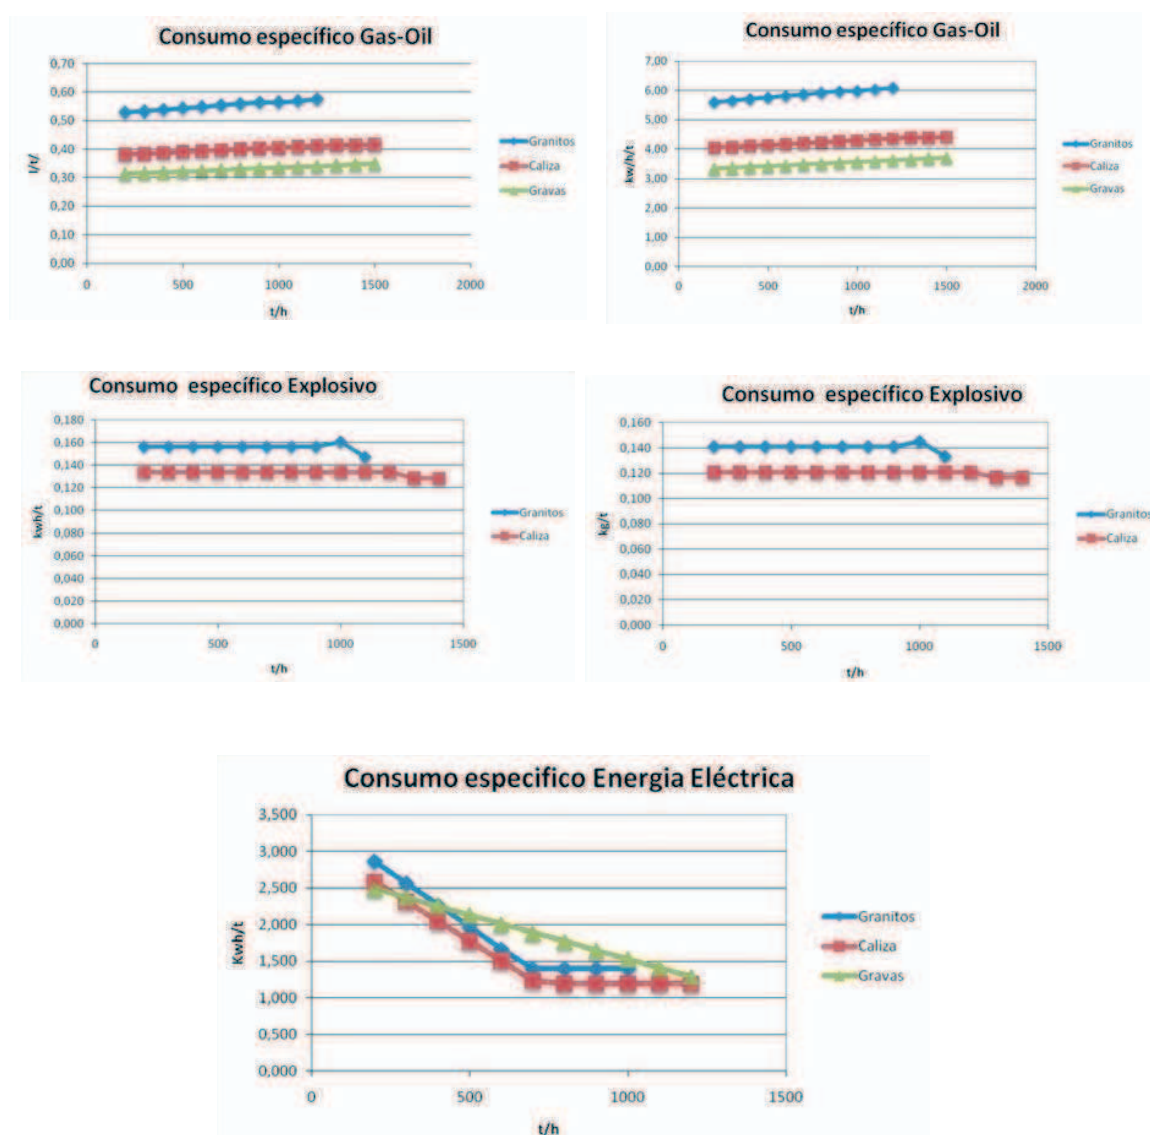 Consumo específico Gas-Oil
0,70
0,60
0,50
0,40
0,30
0,20
0,10
0,00
l/t/
0
500
1000
1500
2000
t/h
Granitos
Caliza
Gravas
Consumo específico Gas-Oil
7,00
6,00
5,00
4,00
3,00
2,00
1,00
0,00
kw/h/t
0
500
1000
1500
2000
t/h
Granitos
Caliza
Gravas
Consumo específico Explosivo
0,180
0,160
0,140
0,120
0,100
0,080
0,060
0,040
0,020
0,000
kwh/t
0
500
1000
1500
t/h
Granitos
Caliza
Consumo específico Explosivo
0,160
0,140
0,120
0,100
0,080
0,060
0,040
0,020
0,000
kg/t
0
500
1000
1500
t/h
Granitos
Caliza
Consumo especifico Energia Eléctrica
3,500
3,000
2,500
2,000
1,500
1,000
0,500
0,000
Kwh/t
0
500
1000
1500
t/h
Granitos
Caliza
Gravas